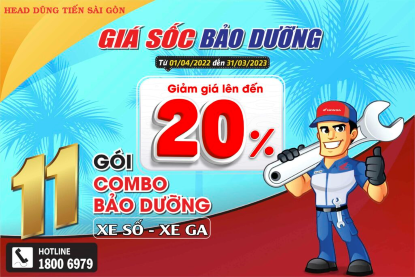 HEAD DŨNG TIẾN SÀI GÒN
GIÁ SỐC BẢO DƯỠNG
Từ 01/04/2022 đến 31/03/2023
Giảm giá lên đến
20%
11
GÓI
COMBO
BẢO DƯỠNG
XE SỐ - XE GA
HOTLINE
1800 6979